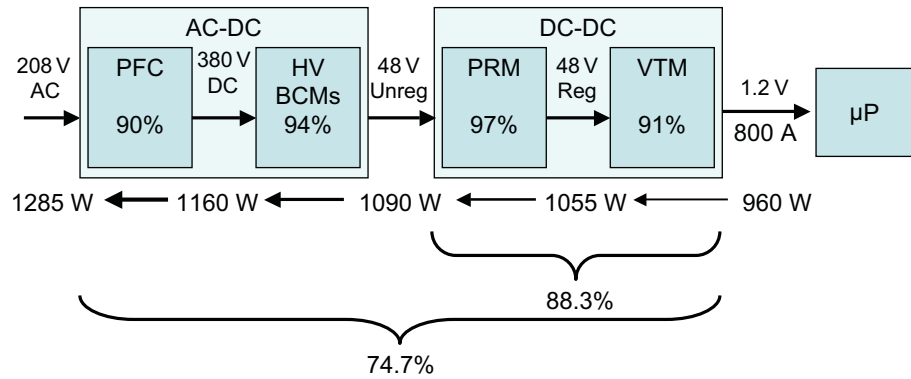 AC-DC
DC-DC
208 V
AC
PFC
90%
380 V
DC
HV
BCMs
94%
48 V
Unreg
PRM
97%
48 V
Reg
VTM
91%
1.2 V
800 A
µP
1285 W
1160 W
1090 W
1055 W
960 W
88.3%
74.7%